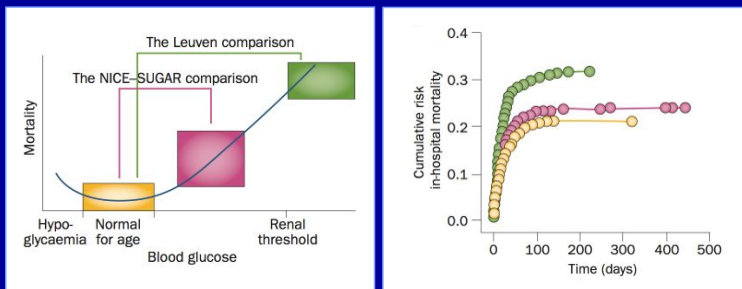 The Leuven comparison
The NICE–SUGAR comparison
Mortality
Hypo-
glycaemia
Normal
for age
Renal
threshold
Blood glucose
Cumulative risk
in-hospital mortality
0.4
0.3
0.2
0.1
0.0
0 100 200 300 400 500
Time (days)